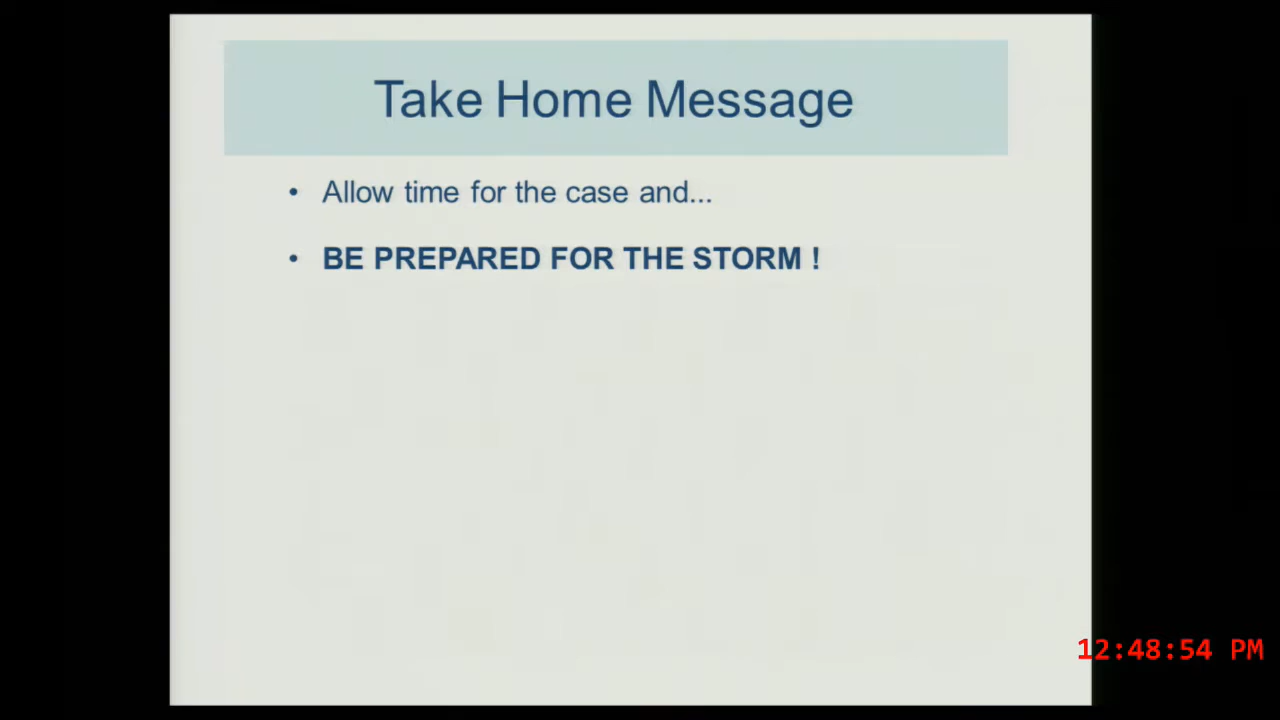 Take Home Message
• Allow time for the case and...
• BE PREPARED FOR THE STORM !
12:48:54 PM